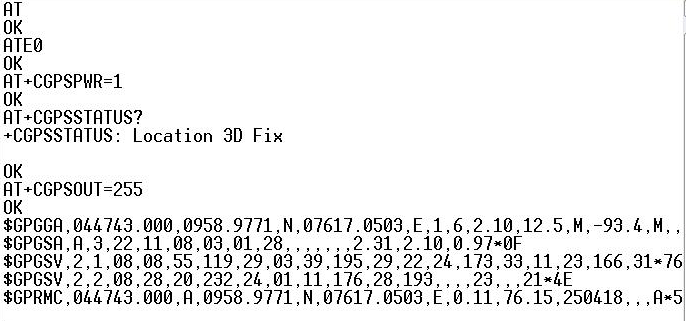 AT
OK
ATE0
OK
AT+CGPSPWR=1
OK
AT+CGPSSTATUS?
+CGPSSTATUS: Location 3D Fix
OK
AT+CGPSOUT=255
OK
$GPGGA,044743.000,0958.9771,N,07617.0503,E,1,6,2.10,12.5,M,-93.4,M,,
$GPGSA,A,3,22,11,08,03,01,28,,,,,,,2.31,2.10,0.97*0F
$GPGSV,2,1,08,08,55,119,29,03,39,195,29,22,24,173,33,11,23,166,31*76
$GPGSV,2,2,08,28,20,232,24,01,11,176,28,193,,,,23,,,21*4E
$GPRMC,044743.000,A,0958.9771,N,07617.0503,E,0.11,76.15,250418,,,A*5